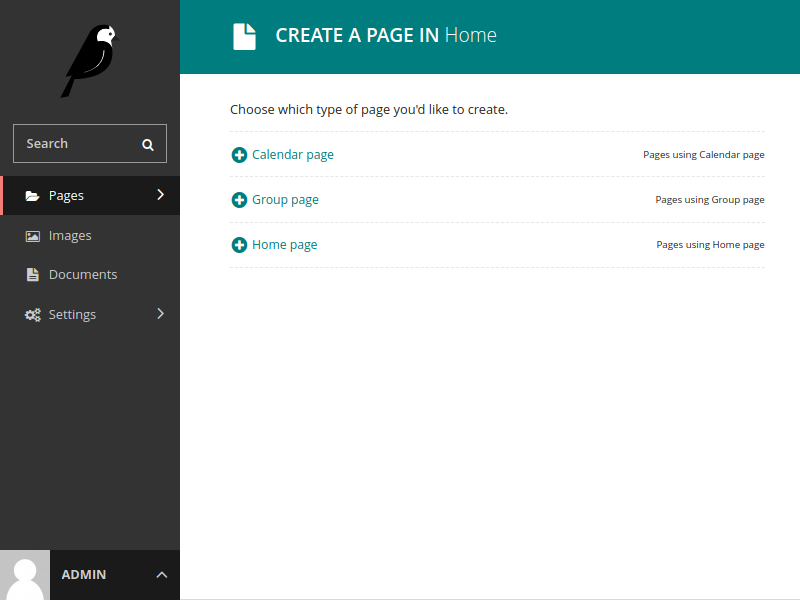 CREATE A PAGE IN Home
Search
Pages
Images
Documents
Settings
ADMIN
Choose which type of page you'd like to create.
Calendar page Pages using Calendar page
Group page Pages using Group page
Home page Pages using Home page